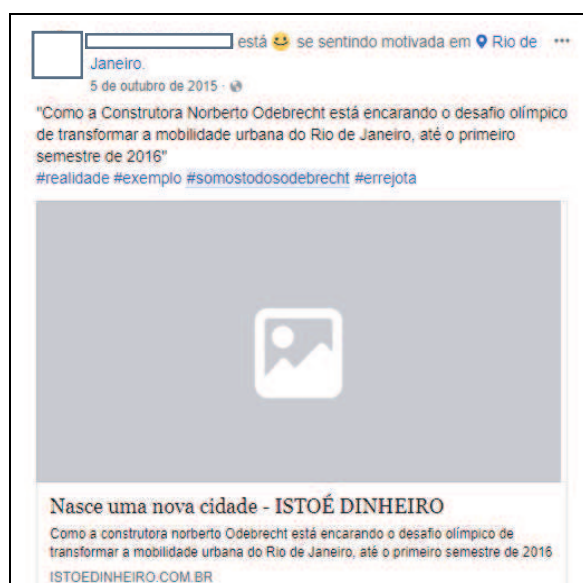 está se sentindo motivada em Rio de
Janeiro.
5 de outubro de 2015 ·
"Como a Construtora Norberto Odebrecht está encarando o desafio olímpico
de transformar a mobilidade urbana do Rio de Janeiro, até o primeiro
semestre de 2016"
#realidade #exemplo #somostodosodebrecht #errejota
Nasce uma nova cidade - ISTOÉ DINHEIRO
Como a construtora norberto Odebrecht está encarando o desafio olímpico de
transformar a mobilidade urbana do Rio de Janeiro, até o primeiro semestre de 2016
ISTOEDINHEIRO.COM.BR